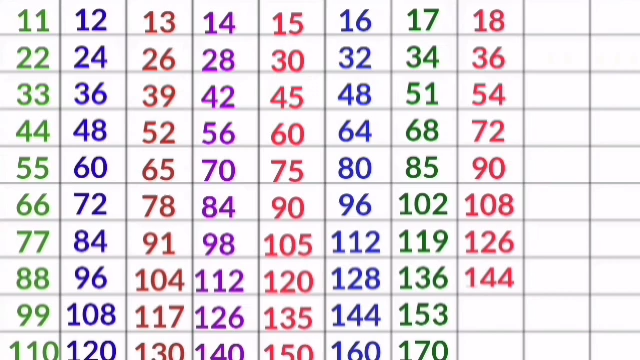 11 12 13 14 15 16 17 18
22 24 26 28 30 32 34 36
33 36 39 42 45 48 51 54
44 48 52 56 60 64 68 72
55 60 65 70 75 80 85 90
66 72 78 84 90 96 102 108
77 84 91 98 105 112 119 126
88 96 104 112 120 128 136 144
99 108 117 126 135 144 153
110 120 130 140 150 160 170